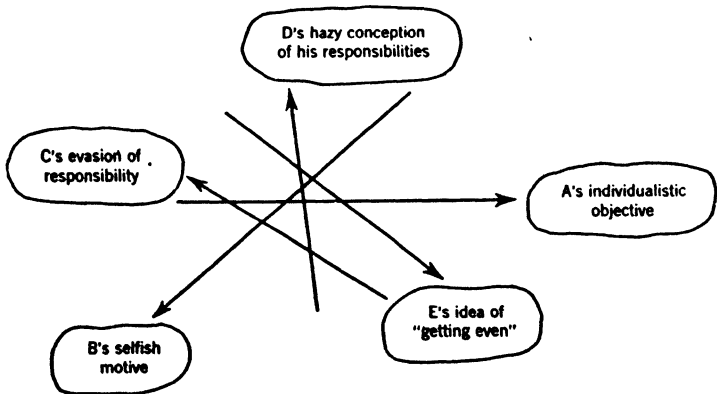 D's hazy conception
of his responsibilities
C's evasion of
responsibility
A's individualistic
objective
E's idea of
"getting even"
B's selfish
motive